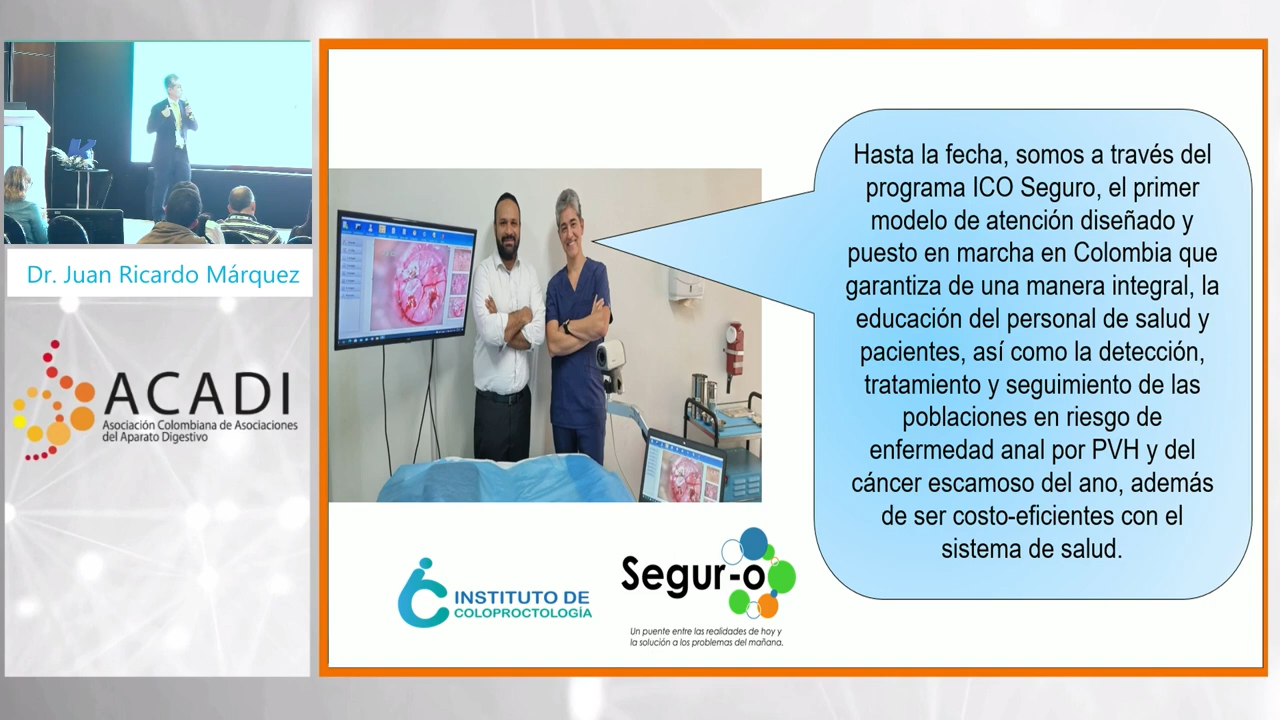 Dr. Juan Ricardo Márquez
ACADI
Asociación Colombiana de Asociaciones
del Aparato Digestivo
Hasta la fecha, somos a través del
programa ICO Seguro, el primer
modelo de atención diseñado y
puesto en marcha en Colombia que
garantiza de una manera integral, la
educación del personal de salud y
pacientes, así como la detección,
tratamiento y seguimiento de las
poblaciones en riesgo de
enfermedad anal por PVH y del
cáncer escamoso del ano, además
de ser costo-eficientes con el
sistema de salud.
INSTITUTO DE
COLOPROCTOLOGÍA
Segur-o
Un puente entre las realidades de hoy y
la solución a los problemas del mañana.